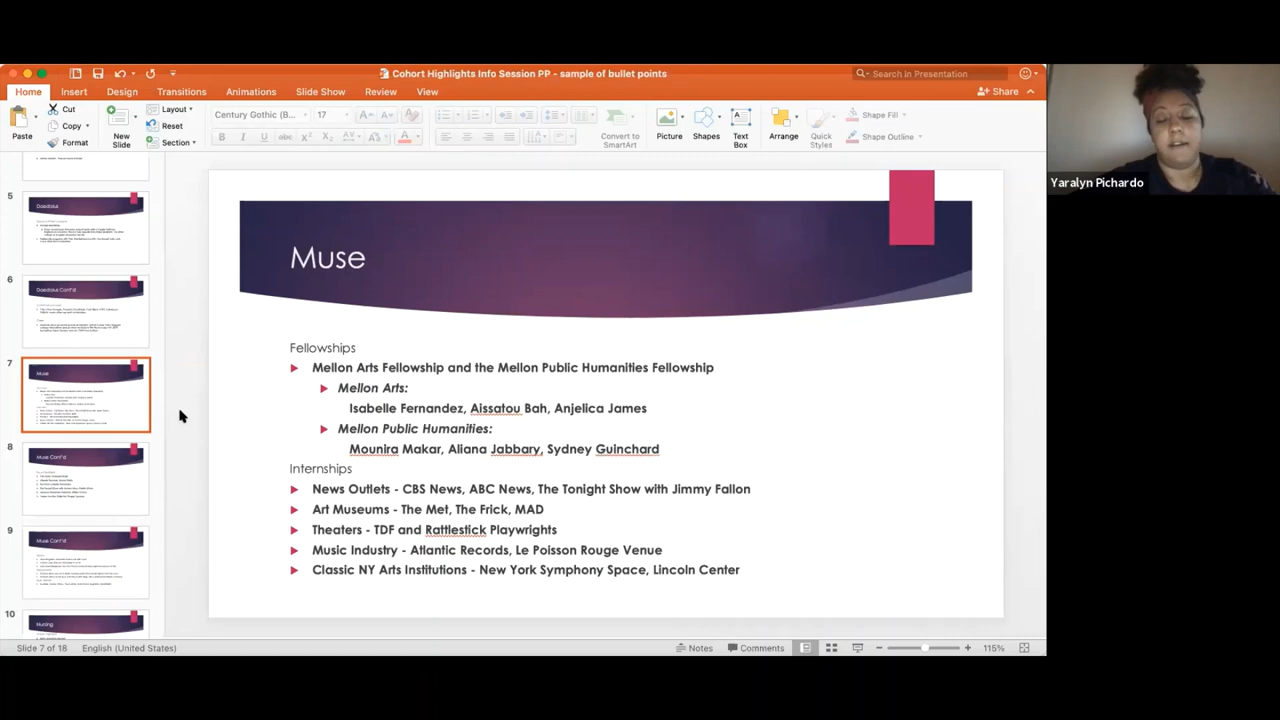 Cohort Highlights Info Session PP - sample of bullet points
Search in Presentation
Home Insert Design Transitions Animations Slide Show Review View
Share
Paste
Cut
Copy
Format
New
Slide
Layout
Reset
Section
Century Gothic (B...
17
Convert to
SmartArt
Picture
Shapes
Text
Box
Arrange
Quick
Styles
Shape Fill
Shape Outline
Yaralyn Pichardo
5
Daedalus
6
Daedalus Cont'd
7
Muse
8
Muse Cont'd
9
Muse Cont'd
10
Muse
Fellowships
Mellon Arts Fellowship and the Mellon Public Humanities Fellowship
Mellon Arts:
Isabelle Fernandez, Aissatou Bah, Anjelica James
Mellon Public Humanities:
Mounira Makar, Aliana Jabbary, Sydney Guinchard
Internships
News Outlets - CBS News, ABC News, The Tonight Show with Jimmy Fallon
Art Museums - The Met, The Frick, MAD
Theaters - TDF and Rattlestick Playwrights
Music Industry - Atlantic Records, Le Poisson Rouge Venue
Classic NY Arts Institutions - New York Symphony Space, Lincoln Center
Slide 7 of 18 English (United States)
Notes Comments 115%